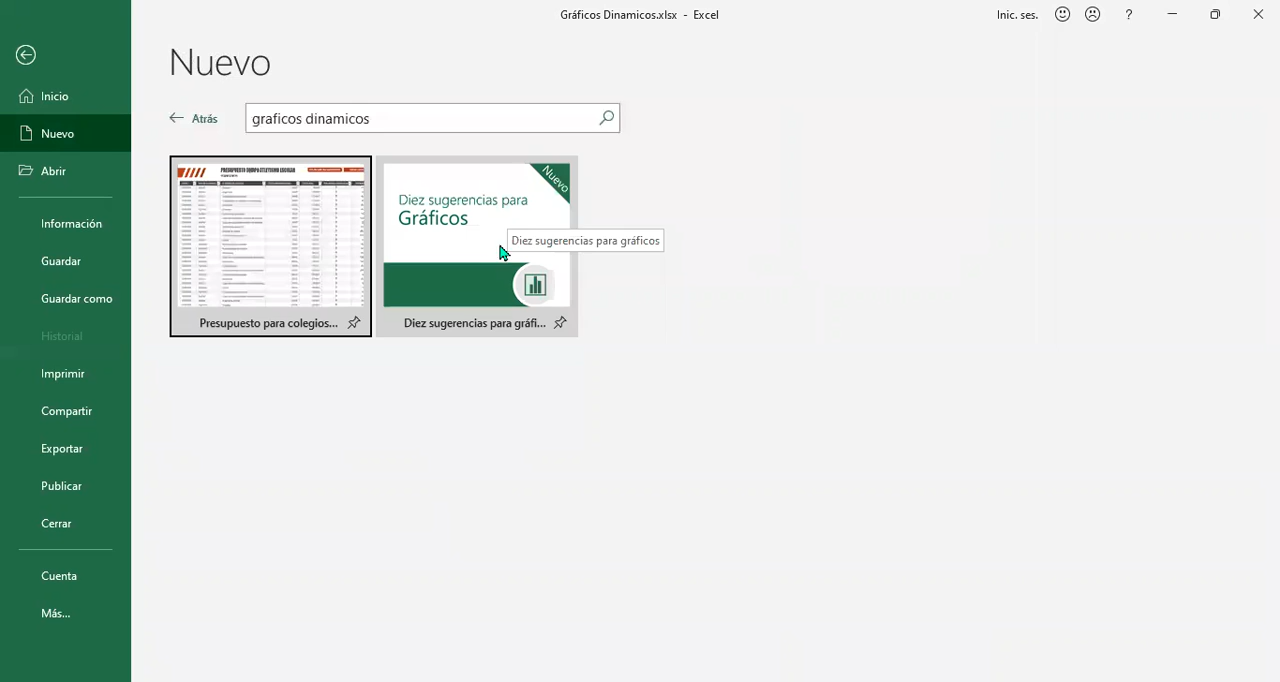 Gráficos Dinamicos.xlsx - Excel
Inic. ses.
?
Nuevo
Inicio
Nuevo
Abrir
Información
Guardar
Guardar como
Historial
Imprimir
Compartir
Exportar
Publicar
Cerrar
Cuenta
Más...
Atrás
graficos dinamicos
PRESUPUESTO
Presupuesto para colegios...
Nuevo
Diez sugerencias para
Gráficos
Diez sugerencias para gráficos
Diez sugerencias para gráfi...